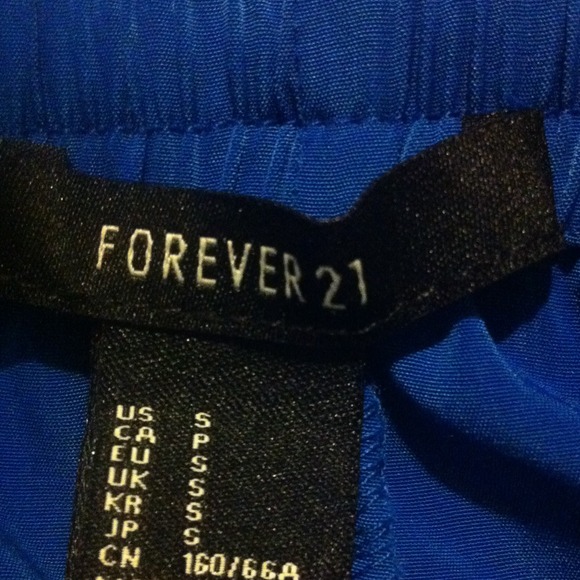 FOREVER 21
US S
CA P
EU S
UK S
KR S
JP S
CN 160/66A